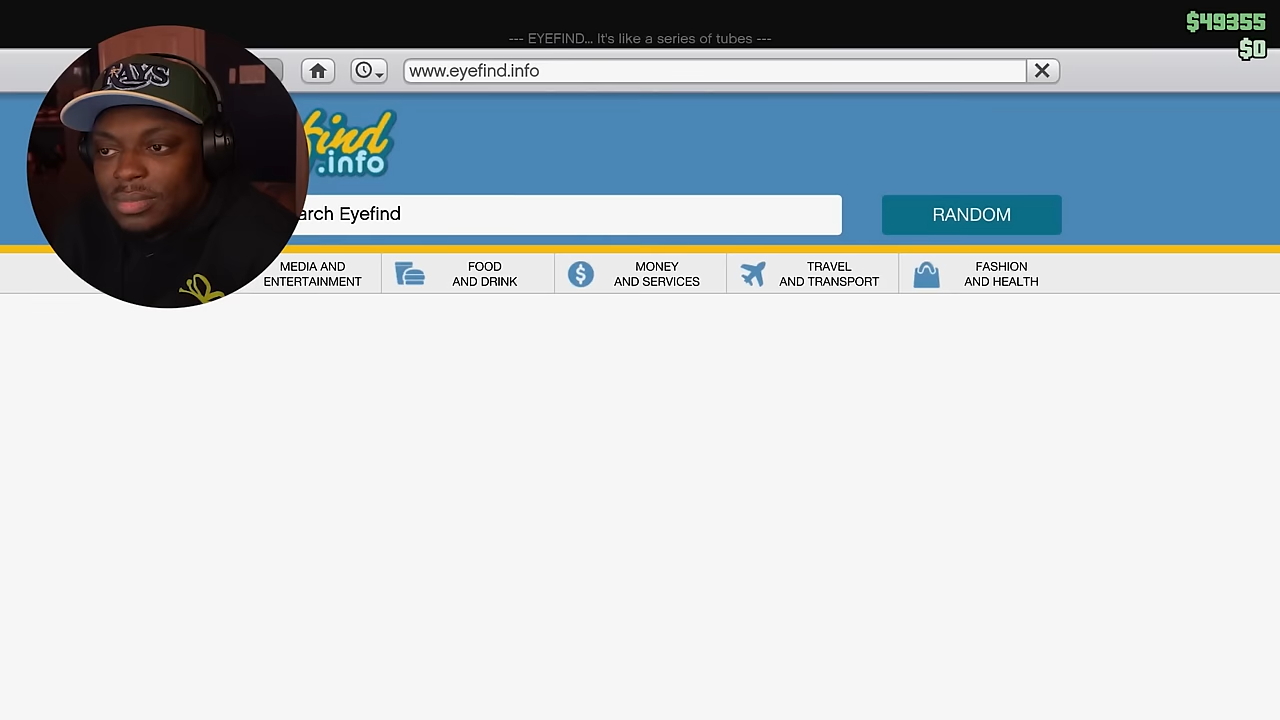 $49355
--- EYEFIND... It's like a series of tubes ---
$0
www.eyefind.info
RAYS
find
.info
arch Eyefind
RANDOM
MEDIA AND
ENTERTAINMENT
FOOD
AND DRINK
MONEY
AND SERVICES
TRAVEL
AND TRANSPORT
FASHION
AND HEALTH